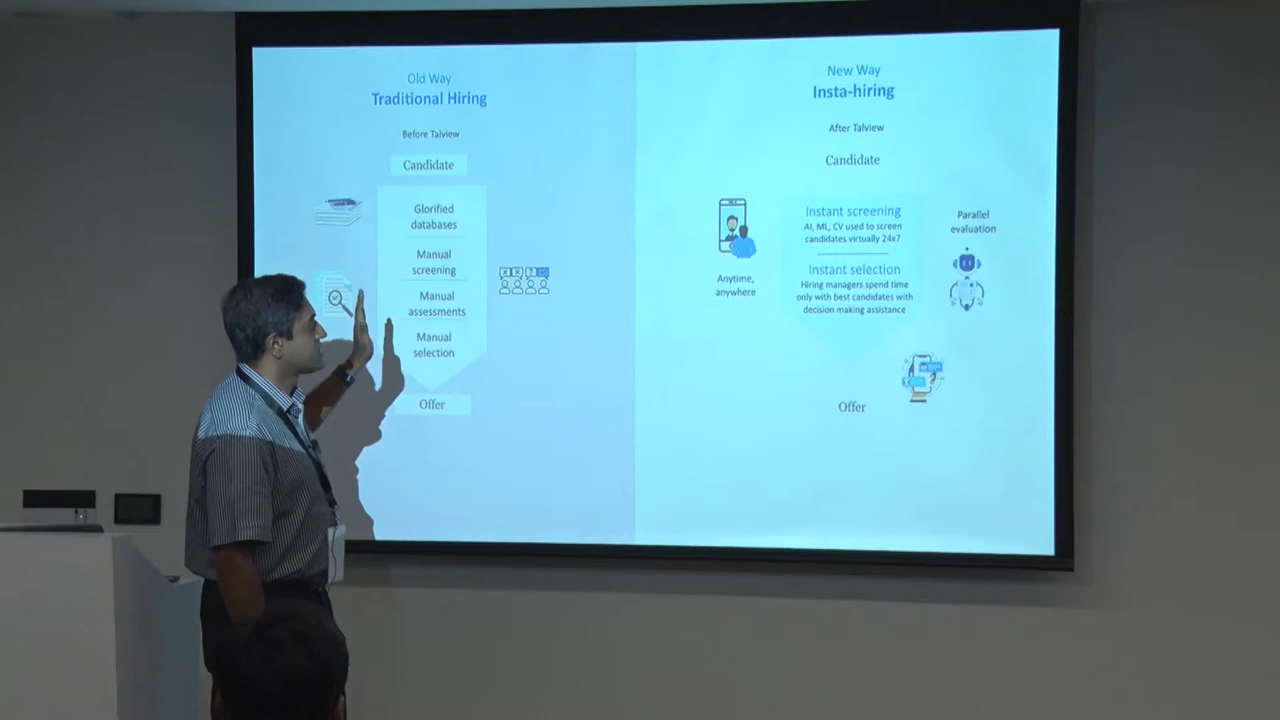 Old Way
Traditional Hiring
Before Talview
Candidate
Glorified
databases
Manual
screening
Manual
assessments
Manual
selection
Offer
New Way
Insta-hiring
After Talview
Candidate
Anytime,
anywhere
Instant screening
AI, ML, CV used to screen
candidates virtually 24x7
Instant selection
Hiring managers spend time
only with best candidates with
decision making assistance
Parallel
evaluation
Offer